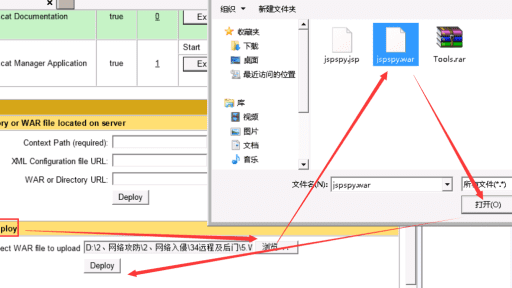 cat Documentation
true
0
Ex
cat Manager Application
true
1
Start
Ex
ory or WAR file located on server
Context Path (required):
XML Configuration file URL:
WAR or Directory URL:
Deploy
ploy
ect WAR file to upload D:\2、网络攻防\2、网络入侵\34远程及后门\5 W 浏览...
Deploy
组织 新建文件夹
收藏夹
下载
桌面
最近访问的位置
库
视频
图片
文档
音乐
jspspy.jsp
jspspy.war
Tools.rar
文件名(N): jspspy.war
所有文件(*.*)
打开(O)